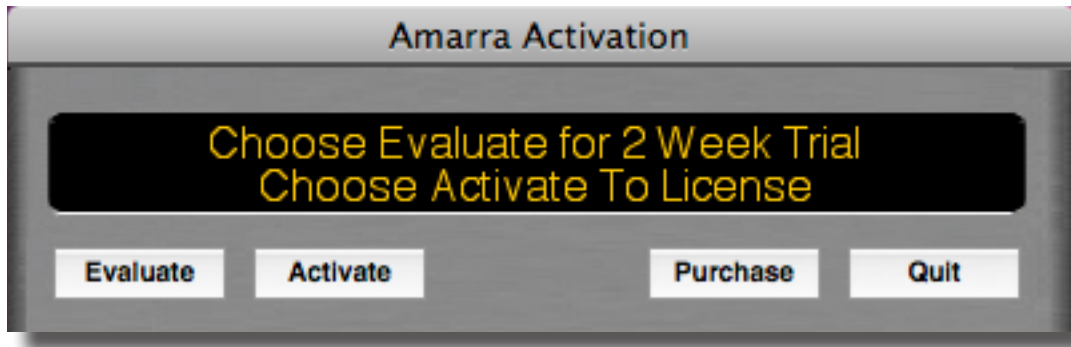 Amarra Activation
Choose Evaluate for 2 Week Trial
Choose Activate To License
Evaluate Activate Purchase Quit